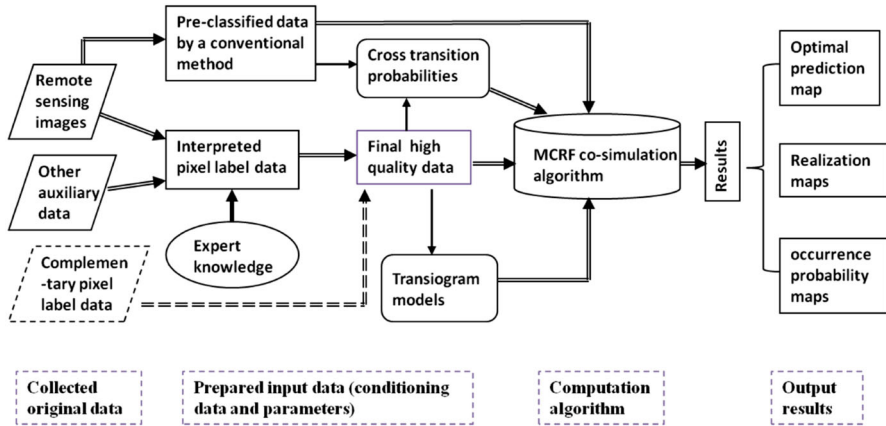 Pre-classified data
by a conventional
method
Cross transition
probabilities
Remote
sensing
images
Interpreted
pixel label data
Final high
quality data
MCRF co-simulation
algorithm
Results
Optimal
prediction
map
Realization
maps
occurrence
probability
maps
Other
auxiliary
data
Expert
knowledge
Complemen
-tary pixel
label data
Transiogram
models
Collected
original data
Prepared input data (conditioning
data and parameters)
Computation
algorithm
Output
results